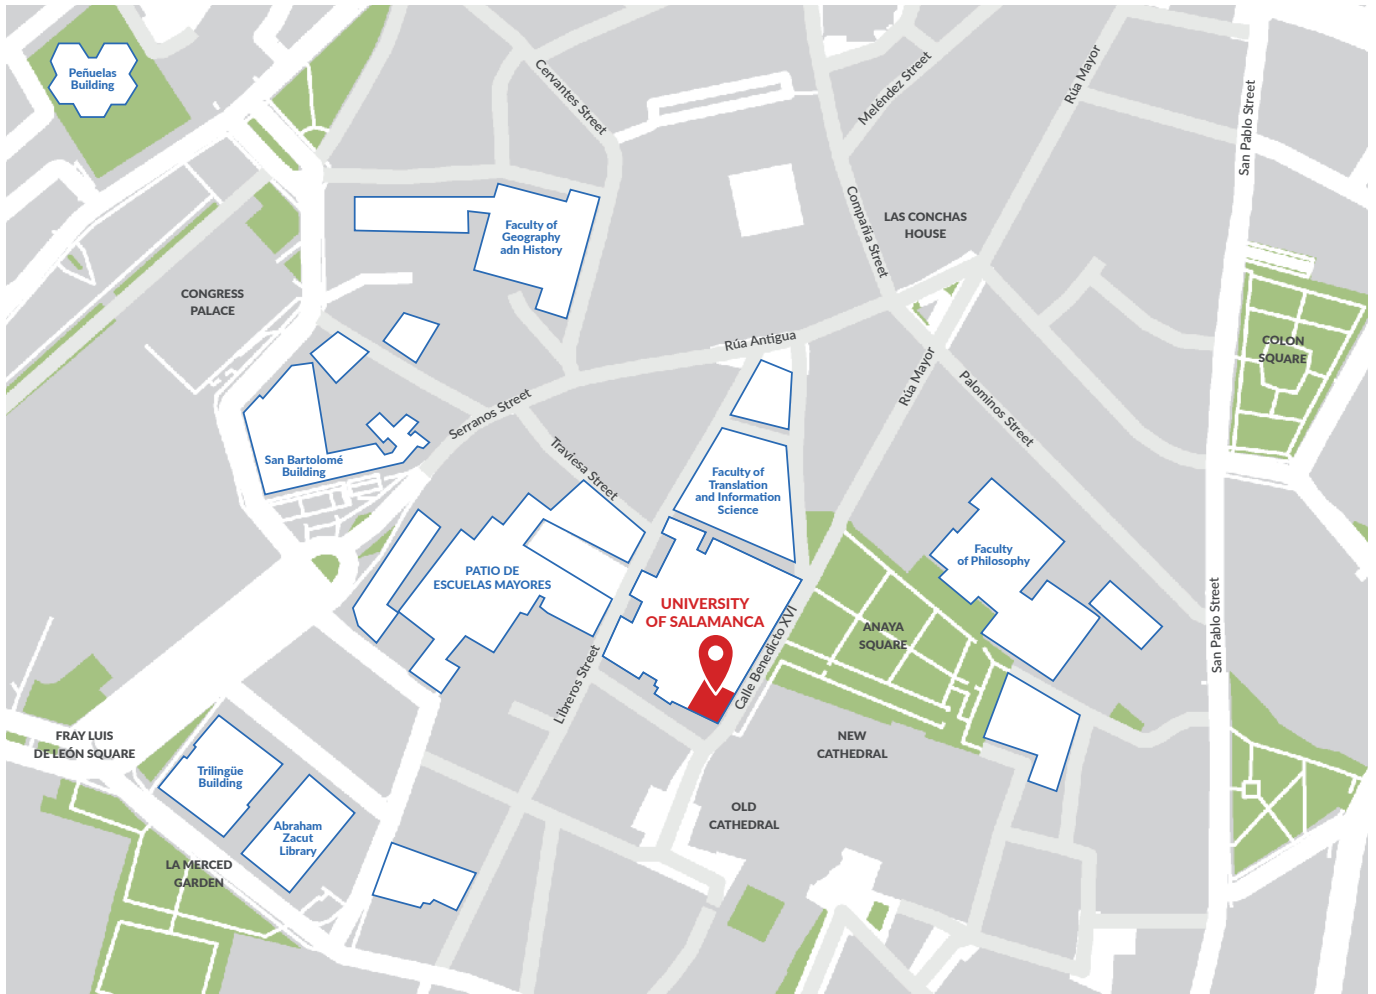 Peñuelas
Building
Cervantes Street
Meléndez Street
Rúa Mayor
San Pablo Street
Faculty of
Geography
adn History
Compañia Street
LAS CONCHAS
HOUSE
CONGRESS
PALACE
Rúa Antigua
COLON
SQUARE
Rúa Mayor
Palominos Street
Serranos Street
Traviesa Street
San Bartolomé
Building
Faculty of
Translation
and Information
Science
Faculty
of Philosophy
PATIO DE
ESCUELAS MAYORES
UNIVERSITY
OF SALAMANCA
Calle Benedicto XVI
ANAYA
SQUARE
San Pablo Street
Libreros Street
FRAY LUIS
DE LEÓN SQUARE
NEW
CATHEDRAL
Trilingüe
Building
OLD
CATHEDRAL
Abraham
Zacut
Library
LA MERCED
GARDEN